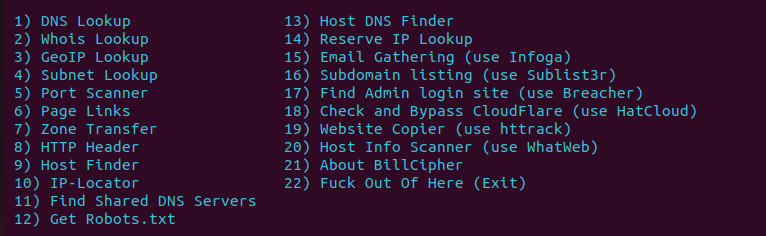 1) DNS Lookup
2) Whois Lookup
3) GeoIP Lookup
4) Subnet Lookup
5) Port Scanner
6) Page Links
7) Zone Transfer
8) HTTP Header
9) Host Finder
10) IP-Locator
11) Find Shared DNS Servers
12) Get Robots.txt
13) Host DNS Finder
14) Reserve IP Lookup
15) Email Gathering (use Infoga)
16) Subdomain listing (use Sublist3r)
17) Find Admin login site (use Breacher)
18) Check and Bypass CloudFlare (use HatCloud)
19) Website Copier (use httrack)
20) Host Info Scanner (use WhatWeb)
21) About BillCipher
22) Fuck Out Of Here (Exit)